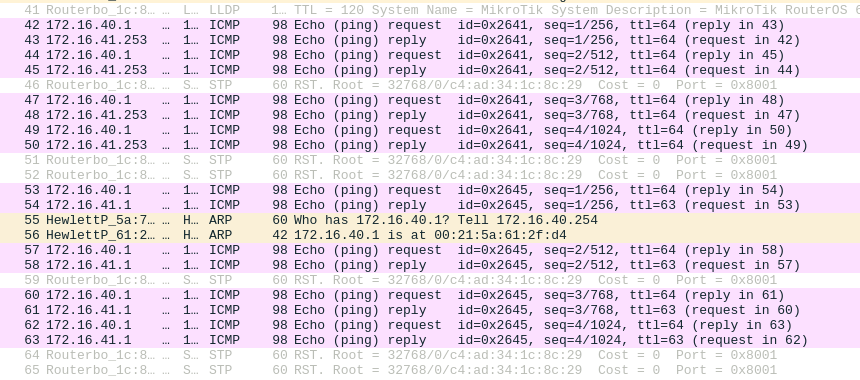 41 Routerbo_1c:8… … L… LLDP 1… TTL = 120 System Name = MikroTik System Description = MikroTik RouterOS 6
42 172.16.40.1 … 1… ICMP 98 Echo (ping) request id=0x2641, seq=1/256, ttl=64 (reply in 43)
43 172.16.41.253 … 1… ICMP 98 Echo (ping) reply id=0x2641, seq=1/256, ttl=64 (request in 42)
44 172.16.40.1 … 1… ICMP 98 Echo (ping) request id=0x2641, seq=2/512, ttl=64 (reply in 45)
45 172.16.41.253 … 1… ICMP 98 Echo (ping) reply id=0x2641, seq=2/512, ttl=64 (request in 44)
46 Routerbo_1c:8… … S… STP 60 RST. Root = 32768/0/c4:ad:34:1c:8c:29 Cost = 0 Port = 0x8001
47 172.16.40.1 … 1… ICMP 98 Echo (ping) request id=0x2641, seq=3/768, ttl=64 (reply in 48)
48 172.16.41.253 … 1… ICMP 98 Echo (ping) reply id=0x2641, seq=3/768, ttl=64 (request in 47)
49 172.16.40.1 … 1… ICMP 98 Echo (ping) request id=0x2641, seq=4/1024, ttl=64 (reply in 50)
50 172.16.41.253 … 1… ICMP 98 Echo (ping) reply id=0x2641, seq=4/1024, ttl=64 (request in 49)
51 Routerbo_1c:8… … S… STP 60 RST. Root = 32768/0/c4:ad:34:1c:8c:29 Cost = 0 Port = 0x8001
52 Routerbo_1c:8… … S… STP 60 RST. Root = 32768/0/c4:ad:34:1c:8c:29 Cost = 0 Port = 0x8001
53 172.16.40.1 … 1… ICMP 98 Echo (ping) request id=0x2645, seq=1/256, ttl=64 (reply in 54)
54 172.16.41.1 … 1… ICMP 98 Echo (ping) reply id=0x2645, seq=1/256, ttl=63 (request in 53)
55 HewlettP_5a:7… … H… ARP 60 Who has 172.16.40.1? Tell 172.16.40.254
56 HewlettP_61:2… … H… ARP 42 172.16.40.1 is at 00:21:5a:61:2f:d4
57 172.16.40.1 … 1… ICMP 98 Echo (ping) request id=0x2645, seq=2/512, ttl=64 (reply in 58)
58 172.16.41.1 … 1… ICMP 98 Echo (ping) reply id=0x2645, seq=2/512, ttl=63 (request in 57)
59 Routerbo_1c:8… … S… STP 60 RST. Root = 32768/0/c4:ad:34:1c:8c:29 Cost = 0 Port = 0x8001
60 172.16.40.1 … 1… ICMP 98 Echo (ping) request id=0x2645, seq=3/768, ttl=64 (reply in 61)
61 172.16.41.1 … 1… ICMP 98 Echo (ping) reply id=0x2645, seq=3/768, ttl=63 (request in 60)
62 172.16.40.1 … 1… ICMP 98 Echo (ping) request id=0x2645, seq=4/1024, ttl=64 (reply in 63)
63 172.16.41.1 … 1… ICMP 98 Echo (ping) reply id=0x2645, seq=4/1024, ttl=63 (request in 62)
64 Routerbo_1c:8… … S… STP 60 RST. Root = 32768/0/c4:ad:34:1c:8c:29 Cost = 0 Port = 0x8001
65 Routerbo_1c:8… … S… STP 60 RST. Root = 32768/0/c4:ad:34:1c:8c:29 Cost = 0 Port = 0x8001